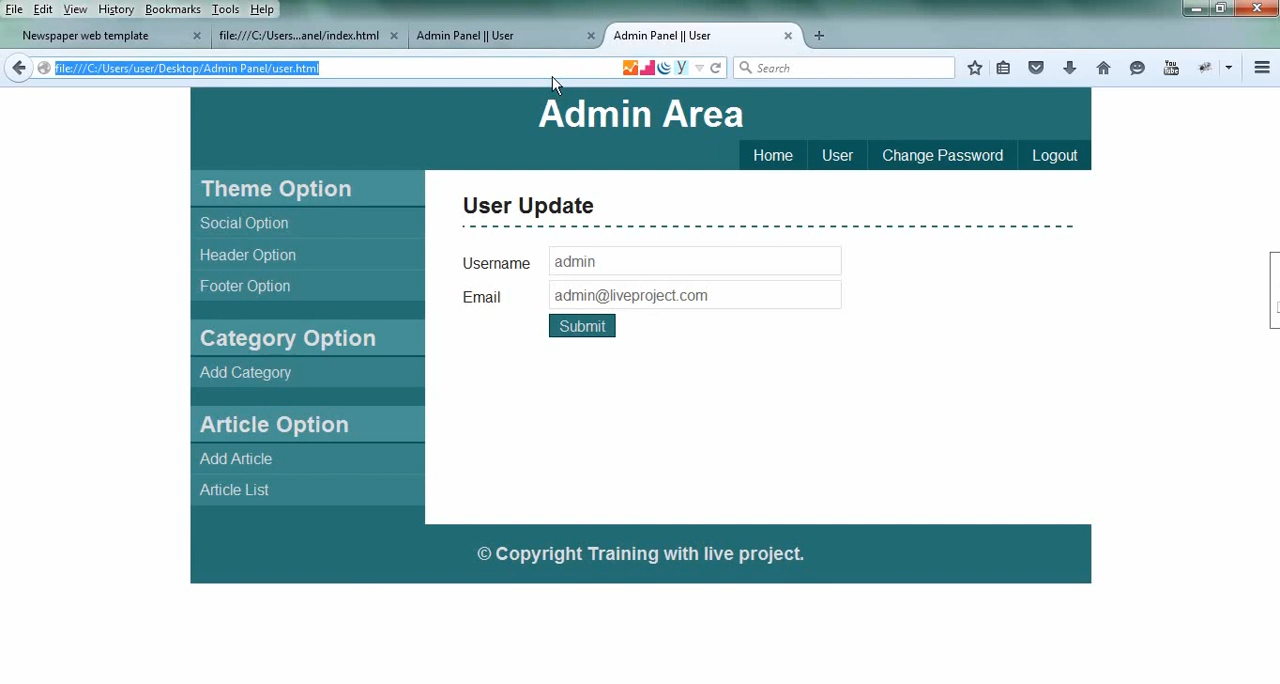 File Edit View History Bookmarks Tools Help
Newspaper web template file:///C:/Users...anel/index.html Admin Panel || User Admin Panel || User
file:///C:/Users/user/Desktop/Admin Panel/user.html Search You Tube
Admin Area
Home User Change Password Logout
Theme Option
Social Option
Header Option
Footer Option
Category Option
Add Category
Article Option
Add Article
Article List
User Update
Username admin
Email admin@liveproject.com
Submit
© Copyright Training with live project.